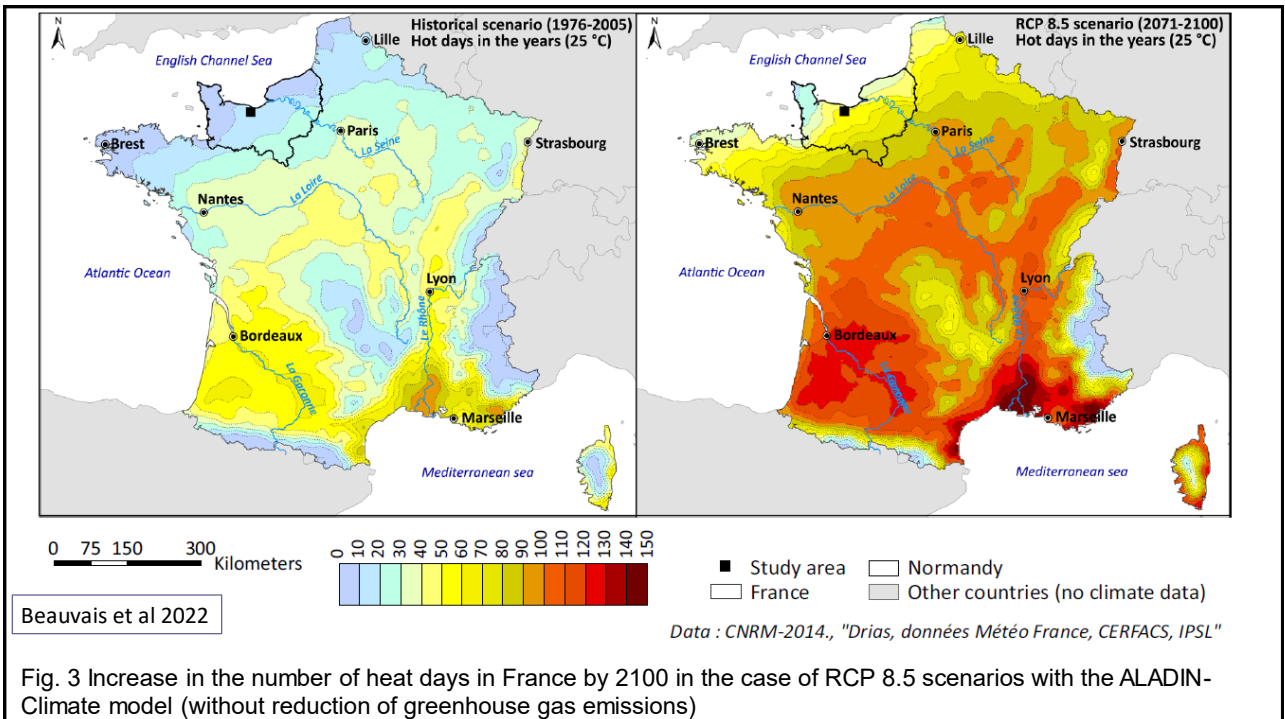 N
Historical scenario (1976-2005)
Hot days in the years (25 °C)
Lille
English Channel Sea
Brest
Paris
La Seine
Strasbourg
Nantes
La Loire
Atlantic Ocean
Lyon
Le Rhône
Bordeaux
La Garonne
Marseille
Mediterranean sea
N
RCP 8.5 scenario (2071-2100)
Hot days in the years (25 °C)
Lille
English Channel Sea
Brest
Paris
La Seine
Strasbourg
Nantes
La Loire
Atlantic Ocean
Lyon
Le Rhône
Bordeaux
La Garonne
Marseille
Mediterranean sea
0 75 150 300 Kilometers
0 10 20 30 40 50 60 70 80 90 100 110 120 130 140 150
Study area Normandy
France Other countries (no climate data)
Beauvais et al 2022
Data : CNRM-2014., "Drias, données Météo France, CERFACS, IPSL"
Fig. 3 Increase in the number of heat days in France by 2100 in the case of RCP 8.5 scenarios with the ALADIN-
Climate model (without reduction of greenhouse gas emissions)